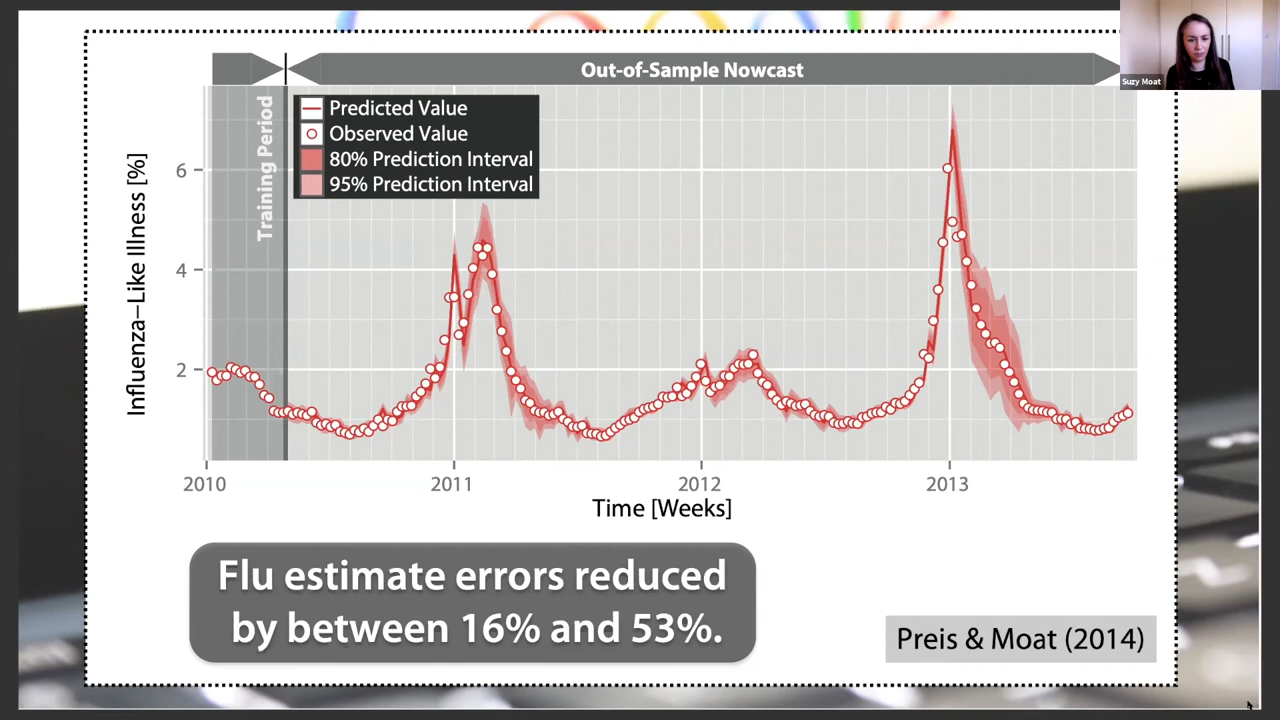 Out-of-Sample Nowcast
Suzy Moat
Training Period
Predicted Value
Observed Value
80% Prediction Interval
95% Prediction Interval
Influenza–Like Illness [%]
6
4
2
2010
2011
2012
2013
Time [Weeks]
Flu estimate errors reduced
by between 16% and 53%.
Preis & Moat (2014)